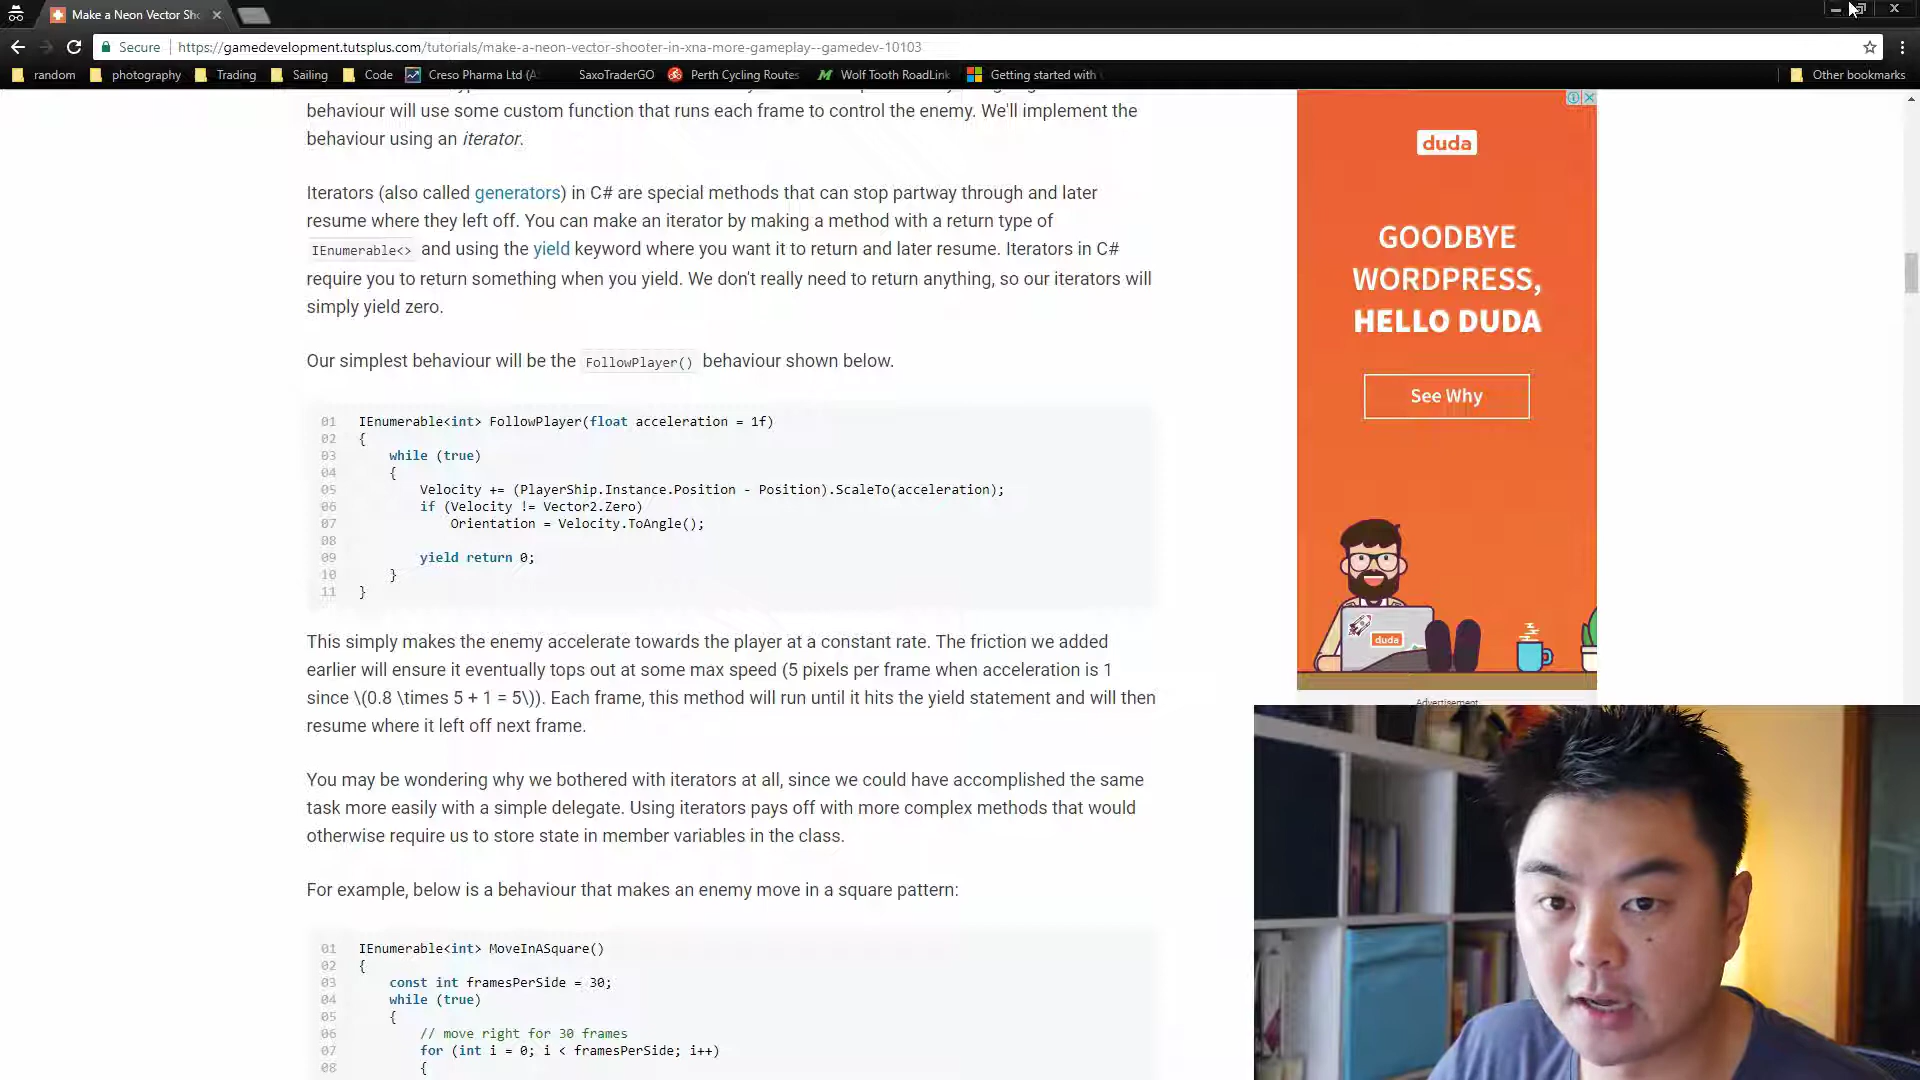 Make a Neon Vector Sho
Secure
https://gamedevelopment.tutsplus.com/tutorials/make-a-neon-vector-shooter-in-xna-more-gameplay--gamedev-10103
random photography Trading Sailing Code Creso Pharma Ltd (A SaxoTraderGO Perth Cycling Routes Wolf Tooth RoadLink Getting started with Other bookmarks
behaviour will use some custom function that runs each frame to control the enemy. We'll implement the
behaviour using an iterator.
Iterators (also called generators) in C# are special methods that can stop partway through and later
resume where they left off. You can make an iterator by making a method with a return type of
IEnumerable<> and using the yield keyword where you want it to return and later resume. Iterators in C#
require you to return something when you yield. We don't really need to return anything, so our iterators will
simply yield zero.
Our simplest behaviour will be the FollowPlayer() behaviour shown below.
01 IEnumerable<int> FollowPlayer(float acceleration = 1f)
02 {
03 while (true)
04 {
05 Velocity += (PlayerShip.Instance.Position - Position).ScaleTo(acceleration);
06 if (Velocity != Vector2.Zero)
07 Orientation = Velocity.ToAngle();
08
09 yield return 0;
10 }
11 }
This simply makes the enemy accelerate towards the player at a constant rate. The friction we added
earlier will ensure it eventually tops out at some max speed (5 pixels per frame when acceleration is 1
since \(0.8 \times 5 + 1 = 5\)). Each frame, this method will run until it hits the yield statement and will then
resume where it left off next frame.
You may be wondering why we bothered with iterators at all, since we could have accomplished the same
task more easily with a simple delegate. Using iterators pays off with more complex methods that would
otherwise require us to store state in member variables in the class.
For example, below is a behaviour that makes an enemy move in a square pattern:
01 IEnumerable<int> MoveInASquare()
02 {
03 const int framesPerSide = 30;
04 while (true)
05 {
06 // move right for 30 frames
07 for (int i = 0; i < framesPerSide; i++)
08 {
duda
GOODBYE
WORDPRESS,
HELLO DUDA
See Why
duda
Advertisement